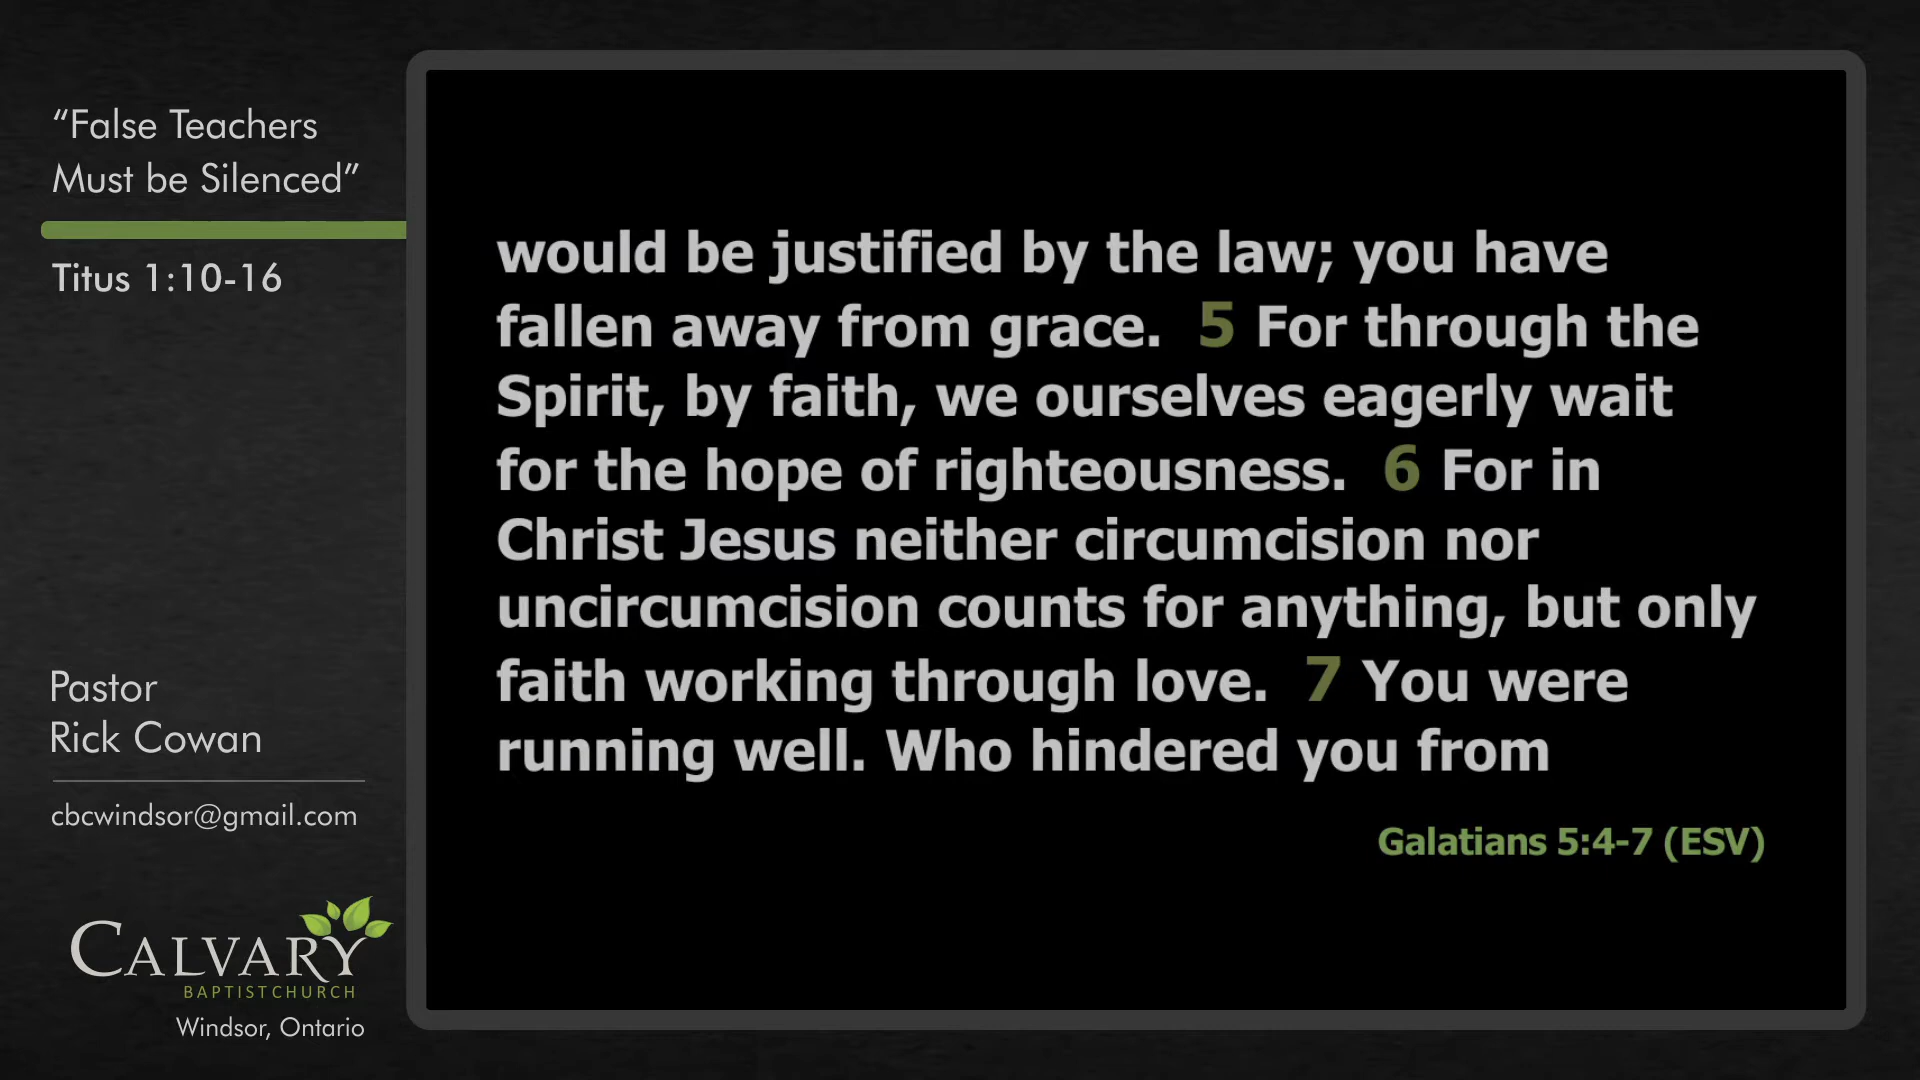 “False Teachers
Must be Silenced”
Titus 1:10-16
Pastor
Rick Cowan
cbcwindsor@gmail.com
CALVARY
BAPTIST CHURCH
Windsor, Ontario
would be justified by the law; you have
fallen away from grace. 5 For through the
Spirit, by faith, we ourselves eagerly wait
for the hope of righteousness. 6 For in
Christ Jesus neither circumcision nor
uncircumcision counts for anything, but only
faith working through love. 7 You were
running well. Who hindered you from
Galatians 5:4-7 (ESV)